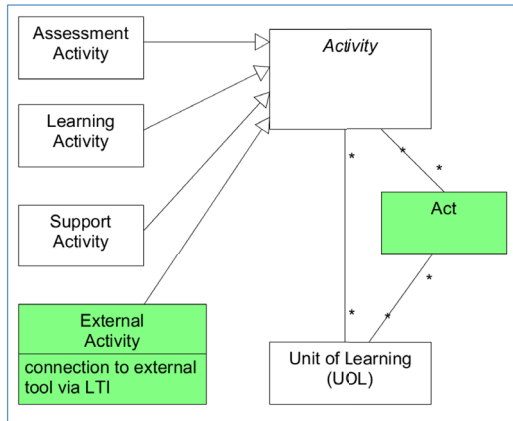 Assessment
Activity
Activity
Learning
Activity
*
*
*
Act
Support
Activity
*
External
Activity
*
*
connection to external
tool via LTI
Unit of Learning
(UOL)